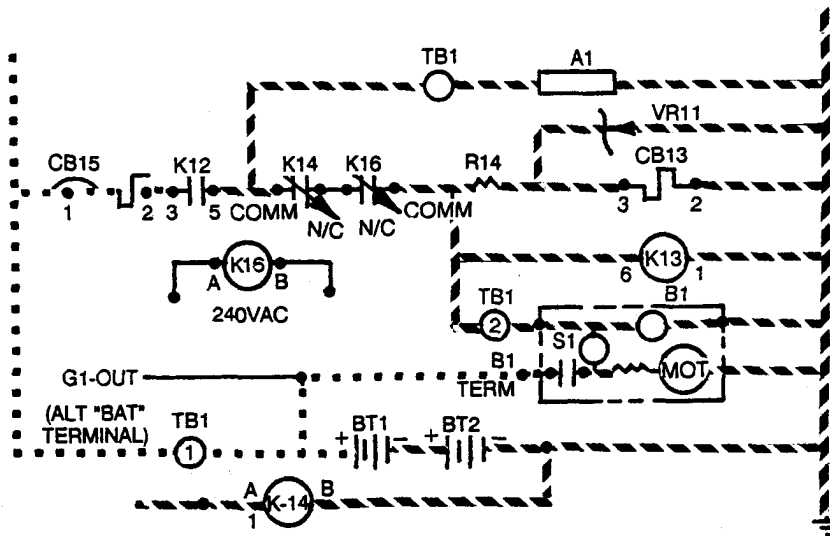 TB1 A1
VR11
CB15 K12 K14 K16 R14 CB13
1 2 3 5 COMM N/C N/C COMM 3 2
A K16 B
240VAC
6 K13 1
TB1 B1
2
S1
B1
TERM MOT
G1-OUT
(ALT "BAT"
TERMINAL) TB1
1
+ BT1 - + BT2 -
A K-14 B
1